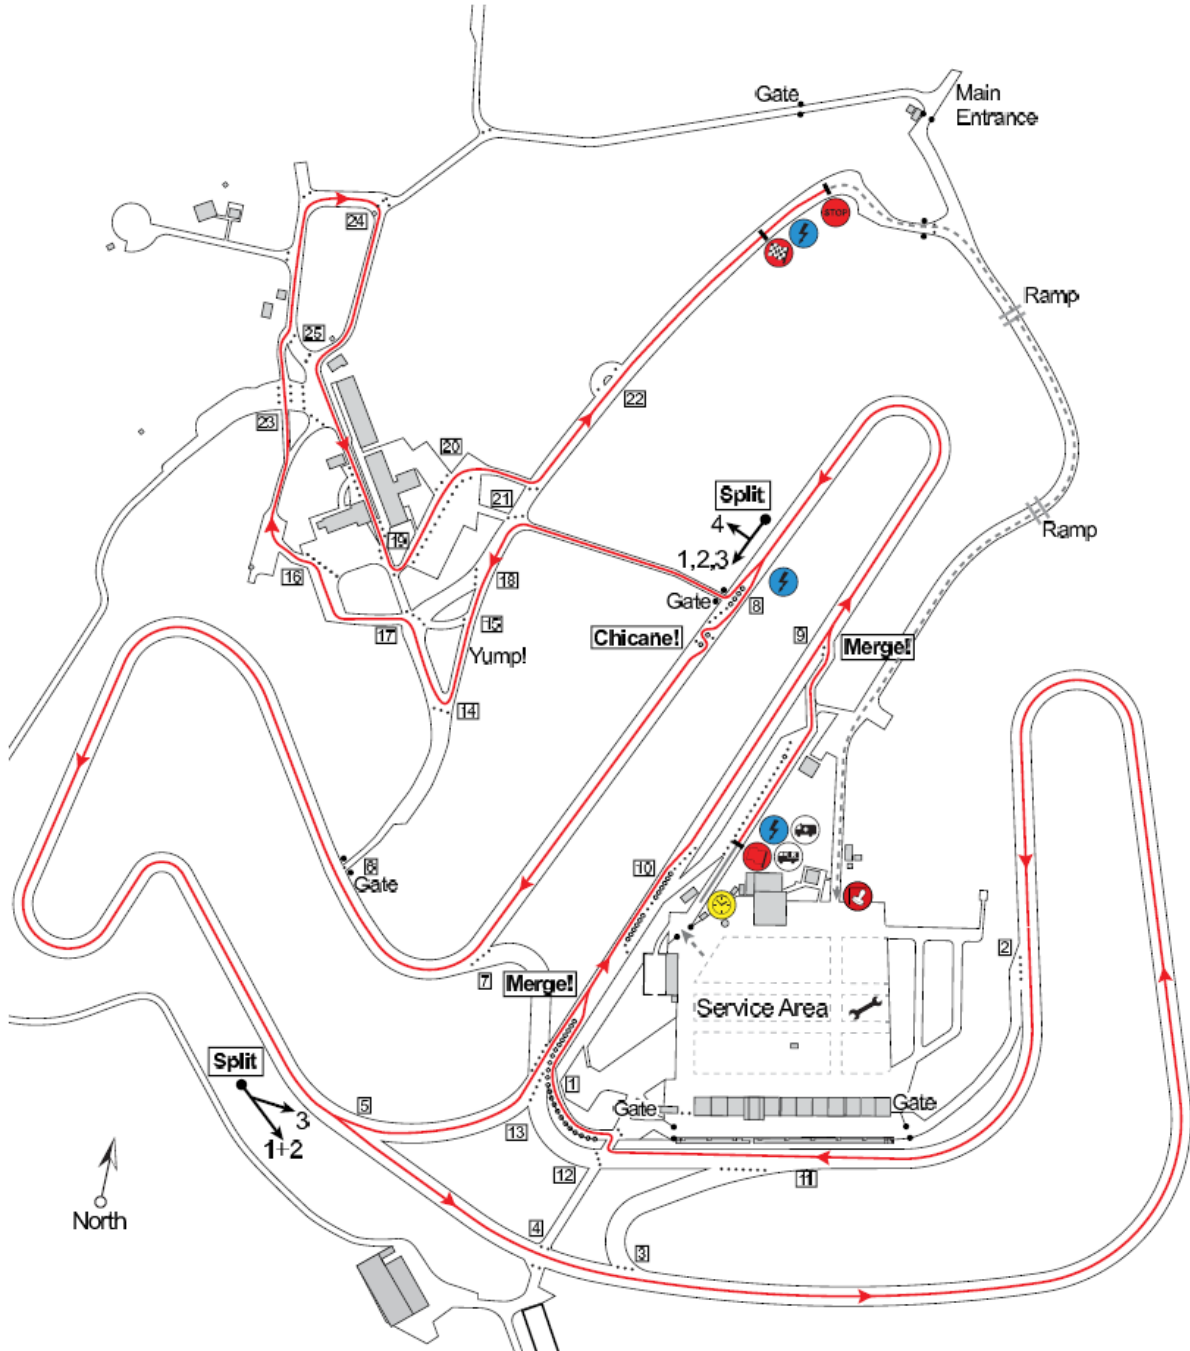 Gate
Main
Entrance
24
STOP
Ramp
25
22
23
20
Split
21
4
19
1,2,3
Ramp
16
18
Gate
8
17
15
Chicane!
9
Merge!
Yump!
14
6
Gate
10
2
7
Merge!
Service Area
Split
1
5
3
1+2
Gate
Gate
13
12
11
North
4
3